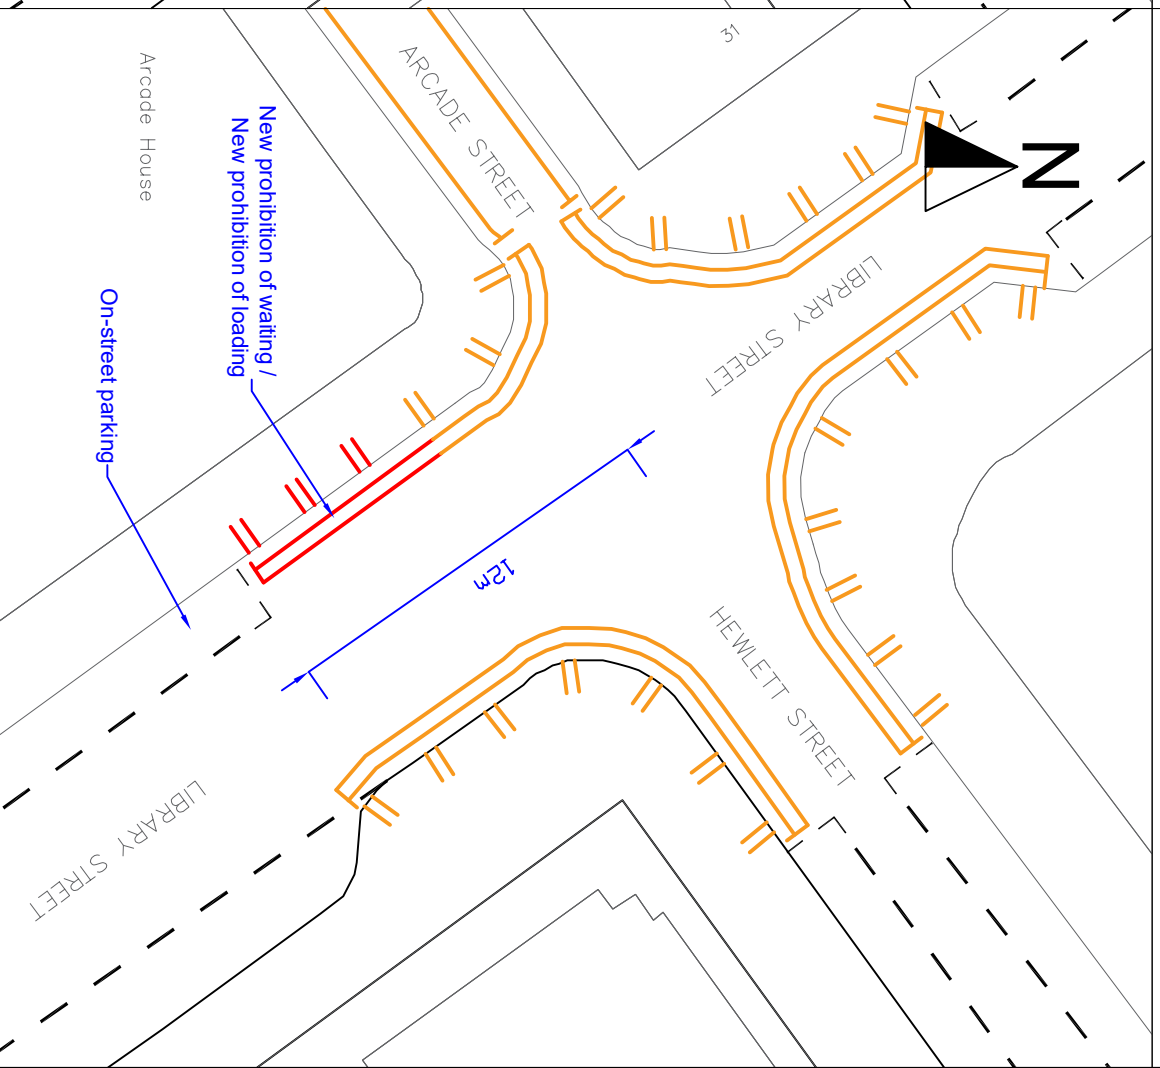 31
ARCADE STREET
Arcade House
N
New prohibition of waiting /
New prohibition of loading
LIBRARY STREET
On-street parking
12m
HEWLETT STREET
LIBRARY STREET